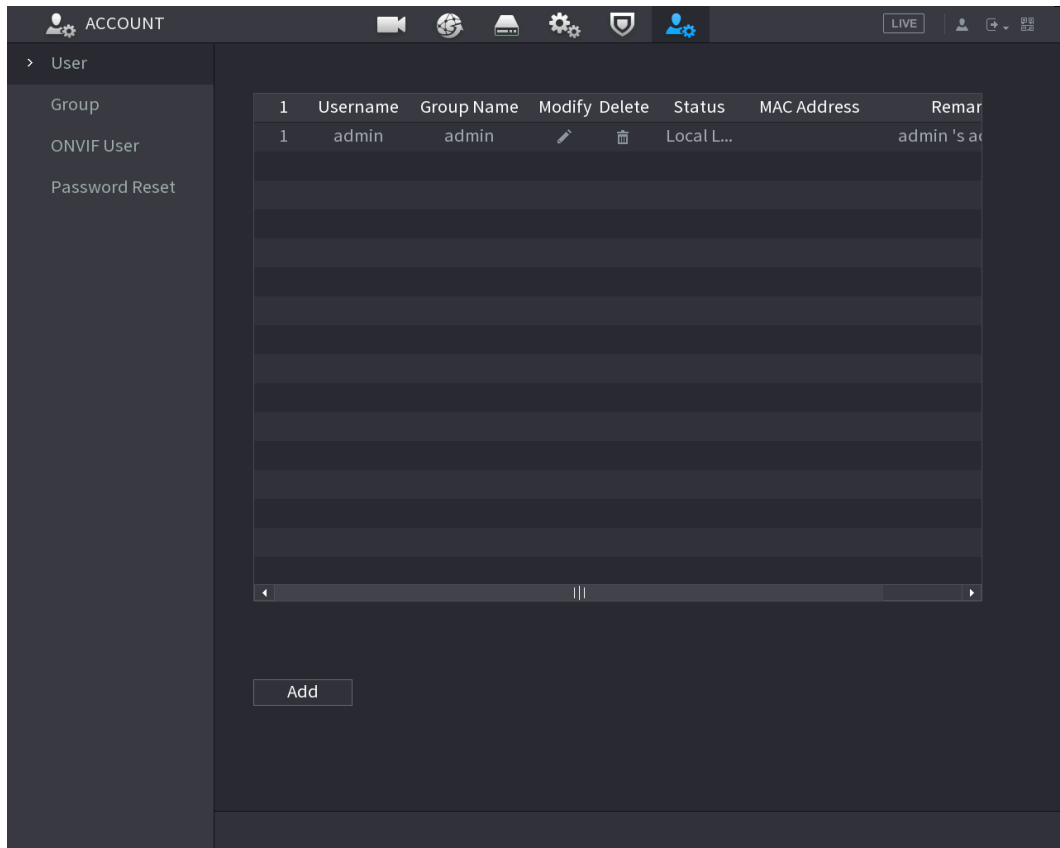 ACCOUNT LIVE
User
Group
ONVIF User
Password Reset
1 Username Group Name Modify Delete Status MAC Address Remar
1 admin admin Local L... admin 's a
Add